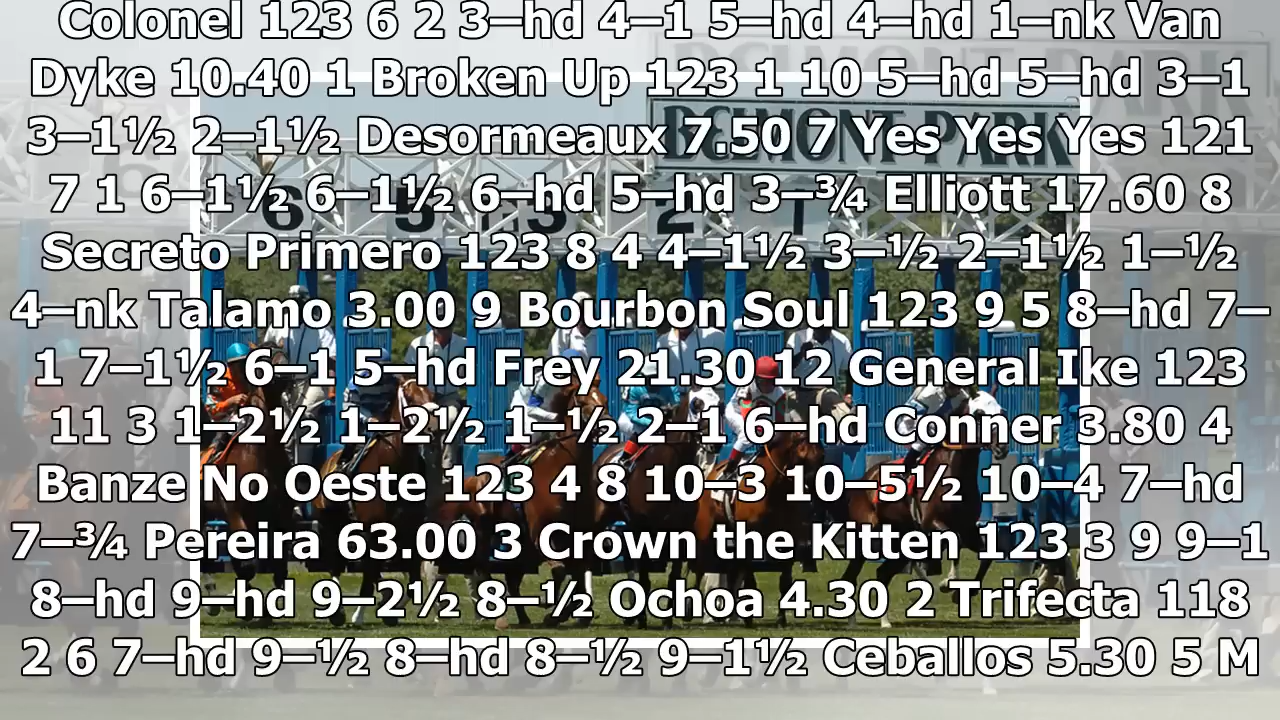 Colonel 123 6 2 3–hd 4–1 5–hd 4–hd 1–nk Van
Dyke 10.40 1 Broken Up 123 1 10 5–hd 5–hd 3–1
3–1½ 2–1½ Desormeaux 7.50 7 Yes Yes Yes 121
7 1 6–1½ 6–1½ 6–hd 5–hd 3–¾ Elliott 17.60 8
Secreto Primero 123 8 4 4–1½ 3–½ 2–1½ 1–½
4–nk Talamo 3.00 9 Bourbon Soul 123 9 5 8–hd 7–
1 7–1½ 6–1 5–hd Frey 21.30 12 General Ike 123
11 3 1–2½ 1–2½ 1–½ 2–1 6–hd Conner 3.80 4
Banze No Oeste 123 4 8 10–3 10–5½ 10–4 7–hd
7–¾ Pereira 63.00 3 Crown the Kitten 123 3 9 9–1
8–hd 9–hd 9–2½ 8–½ Ochoa 4.30 2 Trifecta 118
2 6 7–hd 9–½ 8–hd 8–½ 9–1½ Ceballos 5.30 5 M
BELMONT PARK
6 5 3 2 1